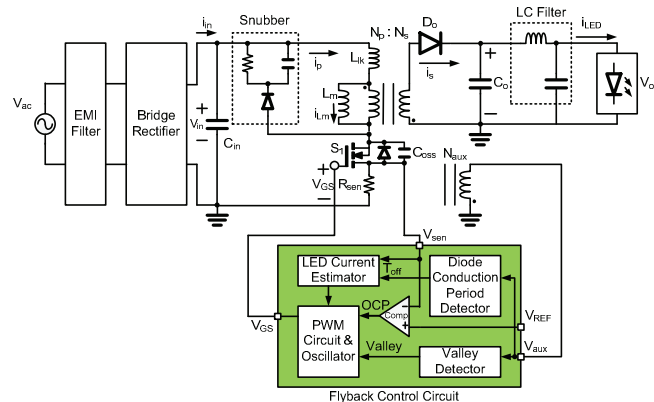 Snubber
LC Filter
i_in
N_p : N_s
D_o
i_LED
i_p
L_lk
i_s
V_ac
EMI Filter
Bridge Rectifier
+
V_in
−
C_in
L_m
i_Lm
+
C_o
−
V_o
S_1
C_oss
N_aux
+
V_GS
−
R_sen
V_sen
LED Current Estimator
T_off
Diode Conduction Period Detector
OCP
−
Comp
+
V_REF
V_GS
PWM Circuit & Oscillator
Valley
Valley Detector
V_aux
Flyback Control Circuit